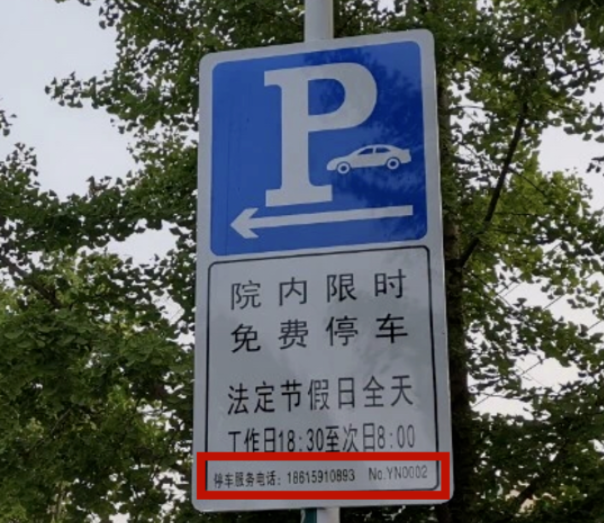 P
院内限时
免费停车
法定节假日全天
工作日18:30至次日8:00
停车服务电话：18615910893 No.YN0002